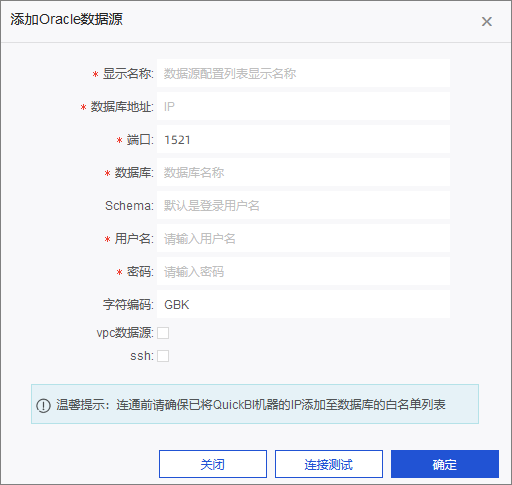 添加Oracle数据源
* 显示名称: 数据源配置列表显示名称
* 数据库地址: IP
* 端口: 1521
* 数据库: 数据库名称
Schema: 默认是登录用户名
* 用户名: 请输入用户名
* 密码: 请输入密码
字符编码: GBK
vpc数据源:
ssh:
温馨提示：连通前请确保已将QuickBI机器的IP添加至数据库的白名单列表
关闭 连接测试 确定